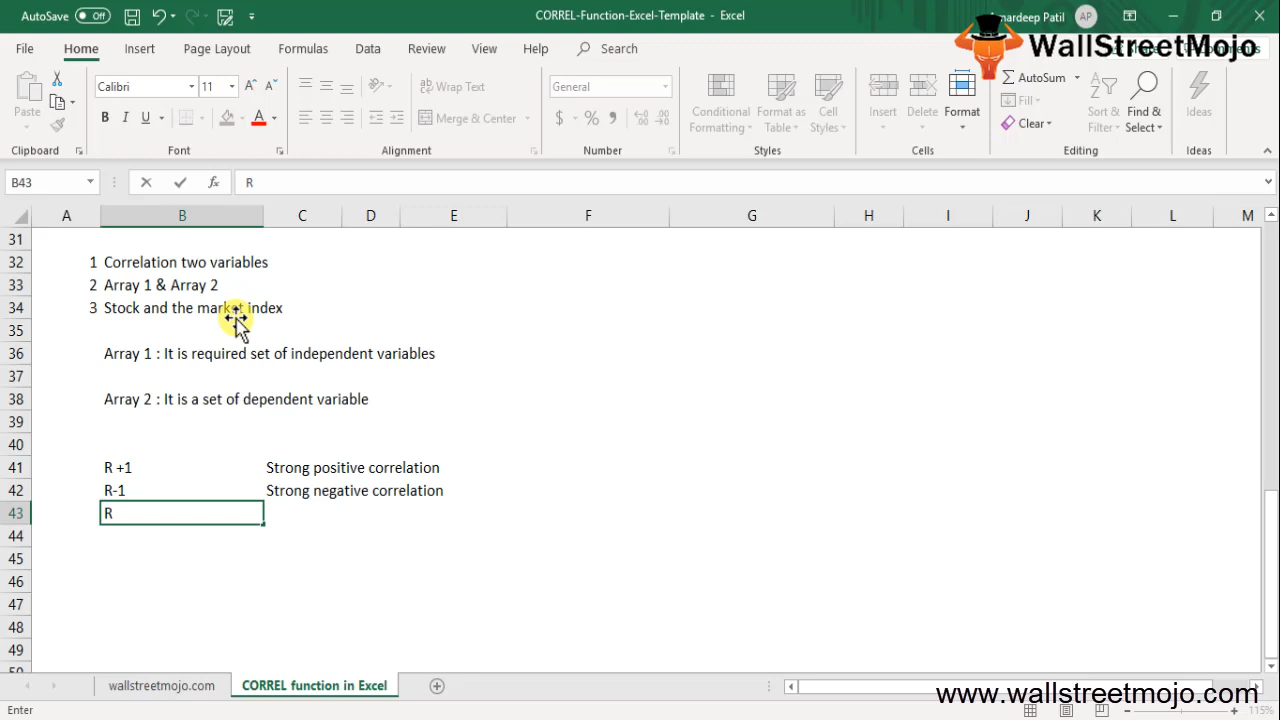 AutoSave Off
CORREL-Function-Excel-Template - Excel
Amardeep Patil AP
File Home Insert Page Layout Formulas Data Review View Help Search
WallStreetMojo
Paste
Calibri 11
Wrap Text
Merge & Center
General
Conditional Formatting
Format as Table
Cell Styles
Insert Delete Format
AutoSum
Fill
Clear
Sort & Filter
Find & Select
Ideas
Clipboard Font Alignment Number Styles Cells Editing Ideas
B43 fx R
A B C D E F G H I J K L M
31
32 1 Correlation two variables
33 2 Array 1 & Array 2
34 3 Stock and the market index
35
36 Array 1 : It is required set of independent variables
37
38 Array 2 : It is a set of dependent variable
39
40
41 R +1 Strong positive correlation
42 R-1 Strong negative correlation
43 R
44
45
46
47
48
49
50
wallstreetmojo.com CORREL function in Excel
www.wallstreetmojo.com
Enter 115%